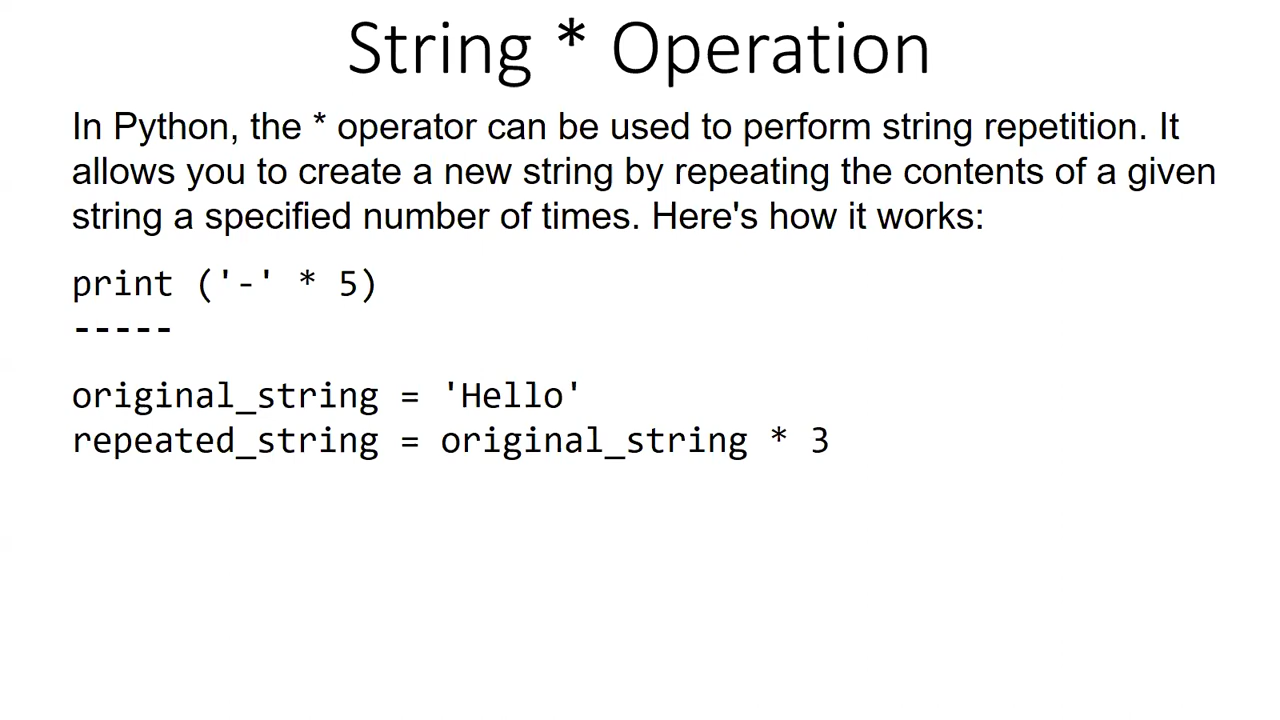 String * Operation
In Python, the * operator can be used to perform string repetition. It
allows you to create a new string by repeating the contents of a given
string a specified number of times. Here's how it works:
print ('-' * 5)
-----
original_string = 'Hello'
repeated_string = original_string * 3